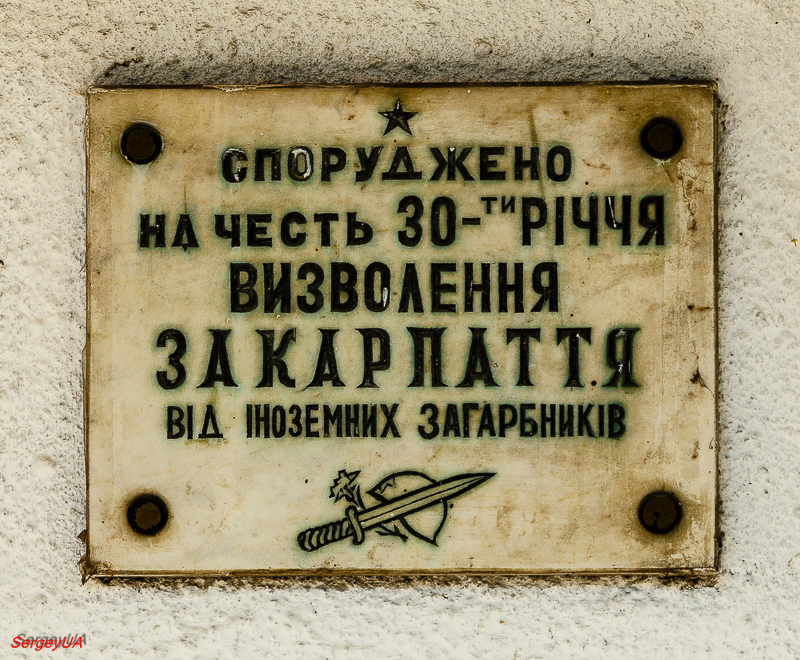 СПОРУДЖЕНО
НА ЧЕСТЬ 30-ТИ РІЧЧЯ
ВИЗВОЛЕННЯ
ЗАКАРПАТТЯ
ВІД ІНОЗЕМНИХ ЗАГАРБНИКІВ
SergeyUA